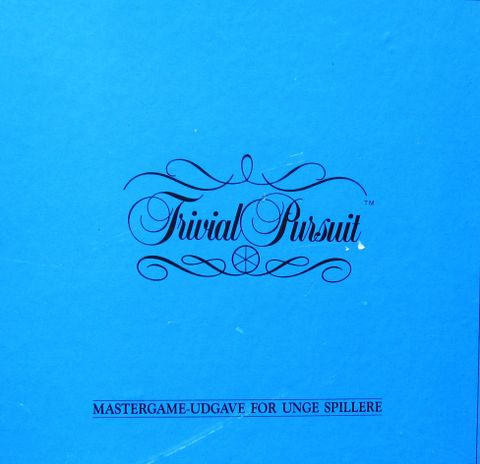 Trivial Pursuit™
MASTERGAME-UDGAVE FOR UNGE SPILLERE